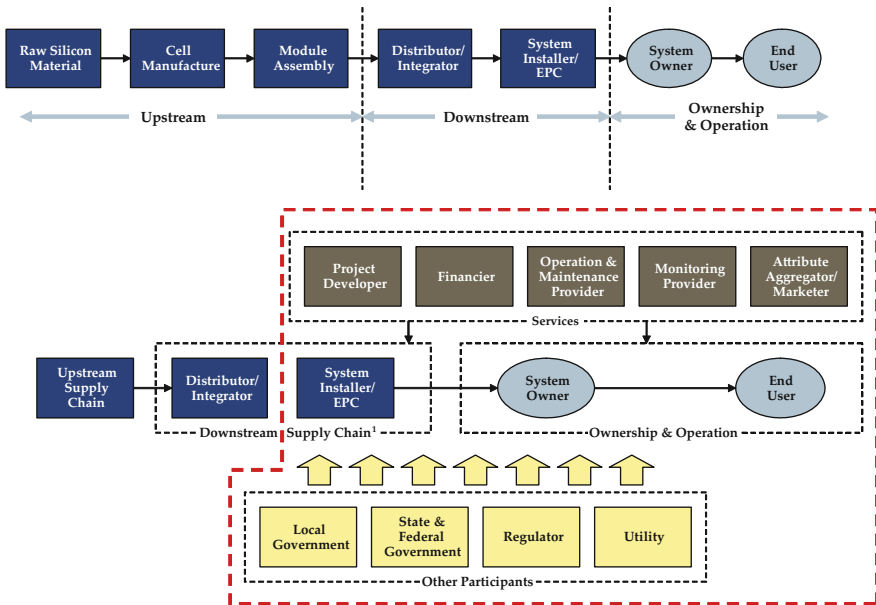 Raw Silicon
Material
Cell
Manufacture
Module
Assembly
Distributor/
Integrator
System
Installer/
EPC
System
Owner
End
User
Upstream
Downstream
Ownership
& Operation
Project
Developer
Financier
Operation &
Maintenance
Provider
Monitoring
Provider
Attribute
Aggregator/
Marketer
Services
Upstream
Supply
Chain
Distributor/
Integrator
System
Installer/
EPC
System
Owner
End
User
Downstream Supply Chain¹
Ownership & Operation
Local
Government
State &
Federal
Government
Regulator
Utility
Other Participants